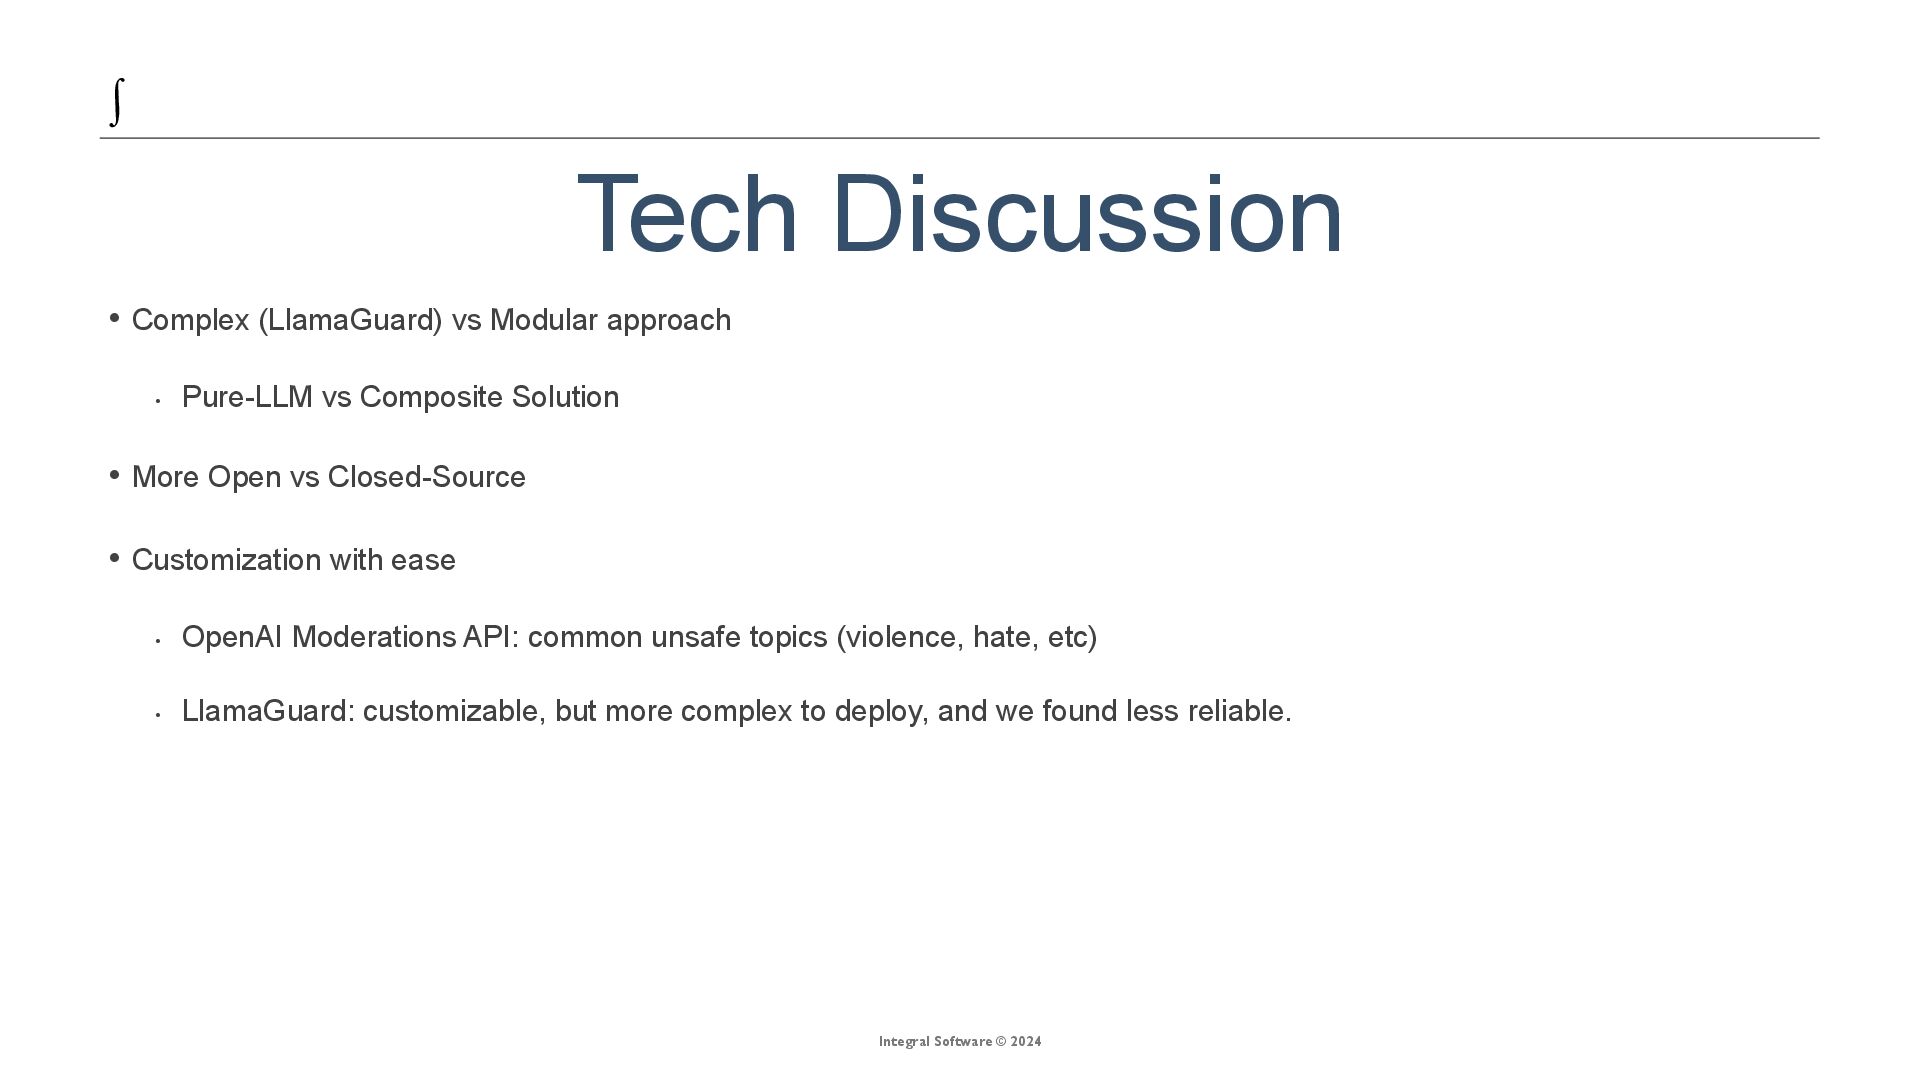 ∫
Tech Discussion
• Complex (LlamaGuard) vs Modular approach
• Pure-LLM vs Composite Solution
• More Open vs Closed-Source
• Customization with ease
• OpenAI Moderations API: common unsafe topics (violence, hate, etc)
• LlamaGuard: customizable, but more complex to deploy, and we found less reliable.
Integral Software © 2024